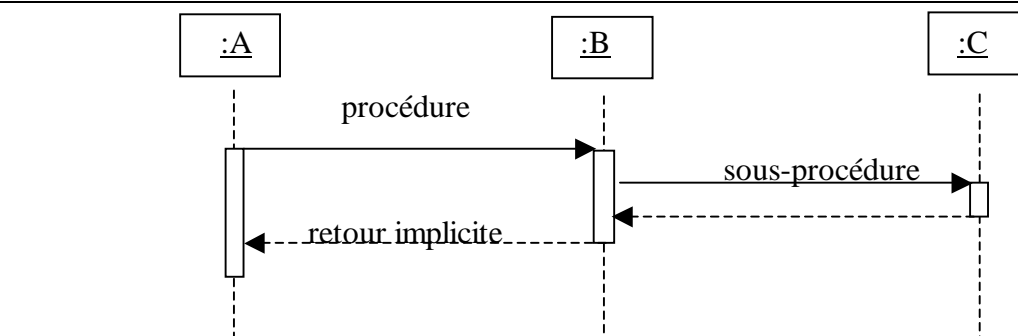 :A
:B
:C
procédure
sous-procédure
retour implicite